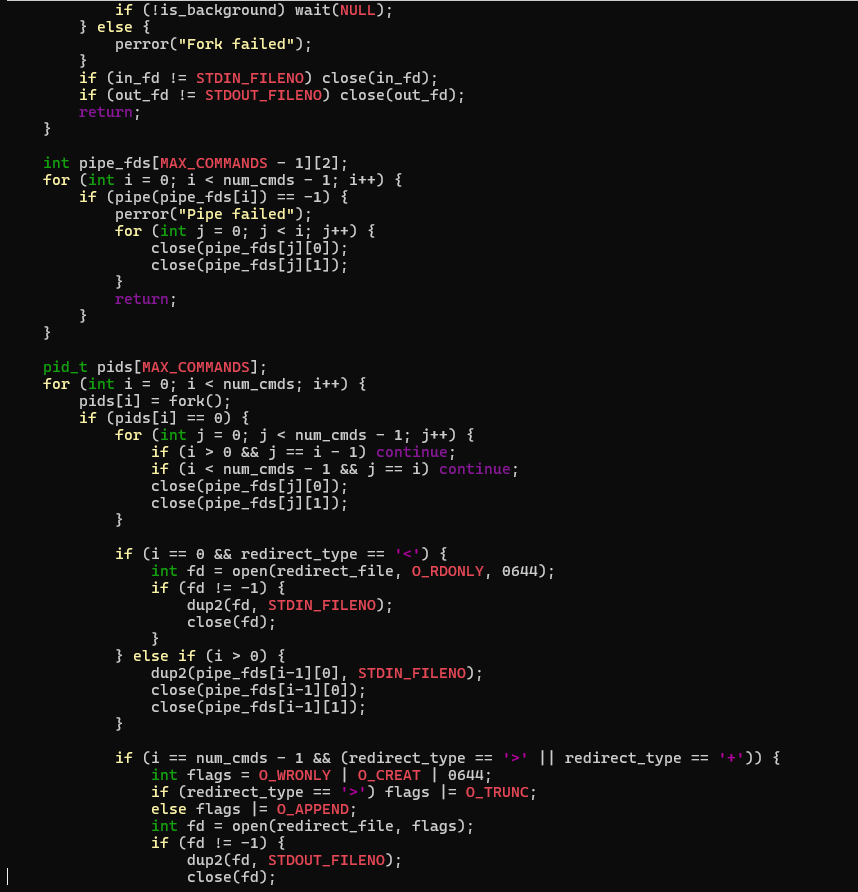 if (!is_background) wait(NULL);
        } else {
            perror("Fork failed");
        }
        if (in_fd != STDIN_FILENO) close(in_fd);
        if (out_fd != STDOUT_FILENO) close(out_fd);
        return;
    }

    int pipe_fds[MAX_COMMANDS - 1][2];
    for (int i = 0; i < num_cmds - 1; i++) {
        if (pipe(pipe_fds[i]) == -1) {
            perror("Pipe failed");
            for (int j = 0; j < i; j++) {
                close(pipe_fds[j][0]);
                close(pipe_fds[j][1]);
            }
            return;
        }
    }

    pid_t pids[MAX_COMMANDS];
    for (int i = 0; i < num_cmds; i++) {
        pids[i] = fork();
        if (pids[i] == 0) {
            for (int j = 0; j < num_cmds - 1; j++) {
                if (i > 0 && j == i - 1) continue;
                if (i < num_cmds - 1 && j == i) continue;
                close(pipe_fds[j][0]);
                close(pipe_fds[j][1]);
            }

            if (i == 0 && redirect_type == '<') {
                int fd = open(redirect_file, O_RDONLY, 0644);
                if (fd != -1) {
                    dup2(fd, STDIN_FILENO);
                    close(fd);
                }
            } else if (i > 0) {
                dup2(pipe_fds[i-1][0], STDIN_FILENO);
                close(pipe_fds[i-1][0]);
                close(pipe_fds[i-1][1]);
            }

            if (i == num_cmds - 1 && (redirect_type == '>' || redirect_type == '+')) {
                int flags = O_WRONLY | O_CREAT | 0644;
                if (redirect_type == '>') flags |= O_TRUNC;
                else flags |= O_APPEND;
                int fd = open(redirect_file, flags);
                if (fd != -1) {
                    dup2(fd, STDOUT_FILENO);
                    close(fd);